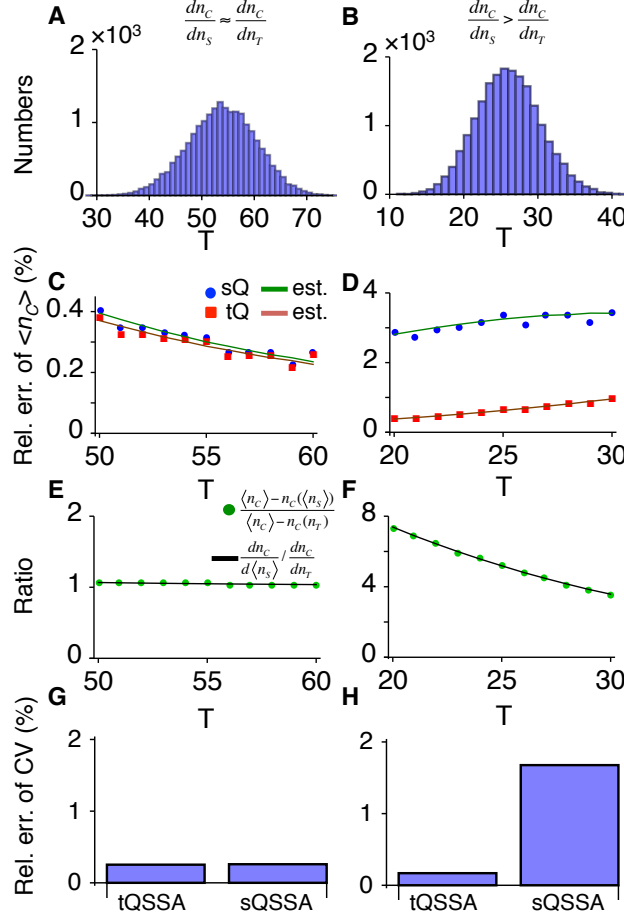 A
dn_C/dn_S ≈ dn_C/dn_T
B
dn_C/dn_S > dn_C/dn_T
2 ×10³
1
0
Numbers
30 40 50 60 70
T
2 ×10³
1
0
10 20 30 40
T
C
sQ est.
tQ est.
Rel. err. of <n_C> (%)
0.4
0.2
0
50 55 60
T
D
6
4
2
0
20 25 30
T
E
⟨n_C⟩ − n_C(⟨n_S⟩) / ⟨n_C⟩ − n_C(n_T)
dn_C/d⟨n_S⟩ / dn_C/dn_T
Ratio
2
1
0
50 55 60
T
F
8
4
0
20 25 30
T
G
Rel. err. of CV (%)
2
1
0
tQSSA sQSSA
H
2
1
0
tQSSA sQSSA